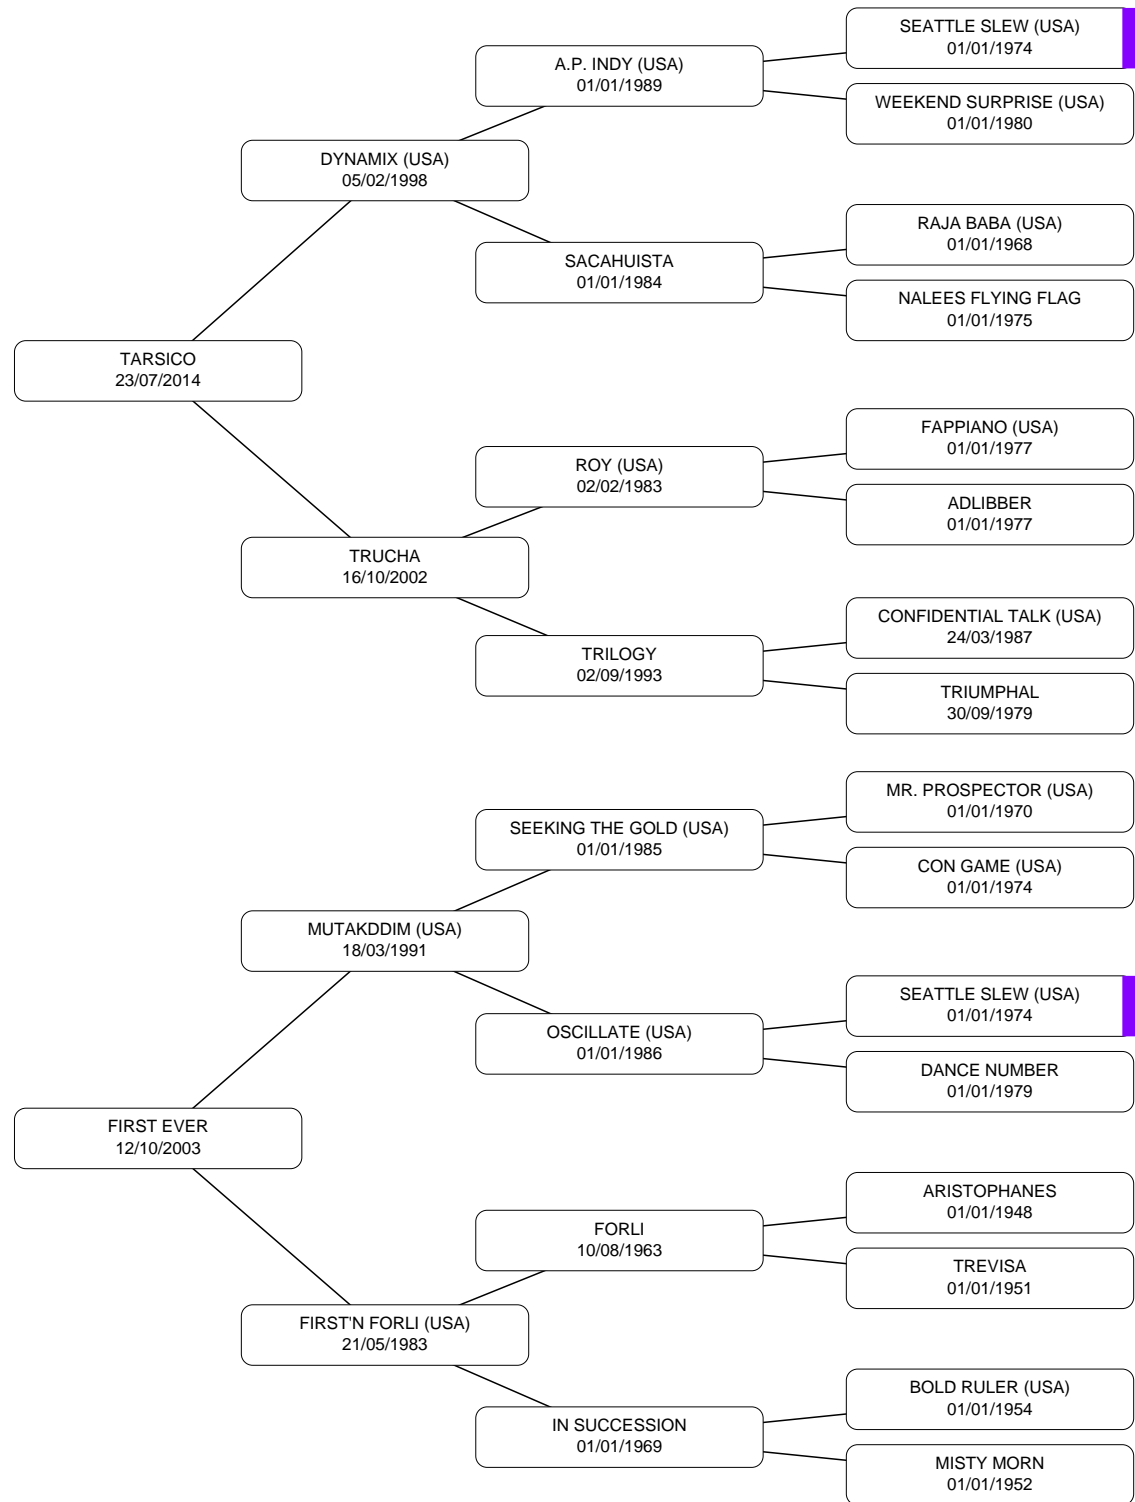 SEATTLE SLEW (USA)
01/01/1974
A.P. INDY (USA)
01/01/1989
WEEKEND SURPRISE (USA)
01/01/1980
DYNAMIX (USA)
05/02/1998
RAJA BABA (USA)
01/01/1968
SACAHUISTA
01/01/1984
NALEES FLYING FLAG
01/01/1975
TARSICO
23/07/2014
FAPPIANO (USA)
01/01/1977
ROY (USA)
02/02/1983
ADLIBBER
01/01/1977
TRUCHA
16/10/2002
CONFIDENTIAL TALK (USA)
24/03/1987
TRILOGY
02/09/1993
TRIUMPHAL
30/09/1979
MR. PROSPECTOR (USA)
01/01/1970
SEEKING THE GOLD (USA)
01/01/1985
CON GAME (USA)
01/01/1974
MUTAKDDIM (USA)
18/03/1991
SEATTLE SLEW (USA)
01/01/1974
OSCILLATE (USA)
01/01/1986
DANCE NUMBER
01/01/1979
FIRST EVER
12/10/2003
ARISTOPHANES
01/01/1948
FORLI
10/08/1963
TREVISA
01/01/1951
FIRST'N FORLI (USA)
21/05/1983
BOLD RULER (USA)
01/01/1954
IN SUCCESSION
01/01/1969
MISTY MORN
01/01/1952